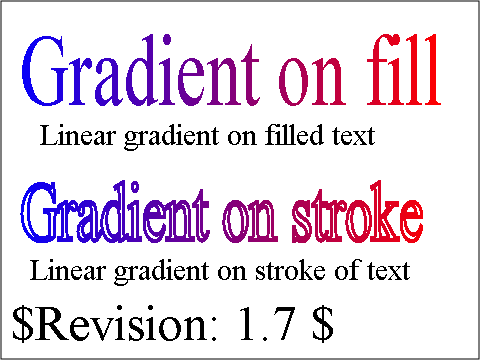 Gradient on fill
Linear gradient on filled text
Gradient on stroke
Linear gradient on stroke of text
$Revision: 1.7 $